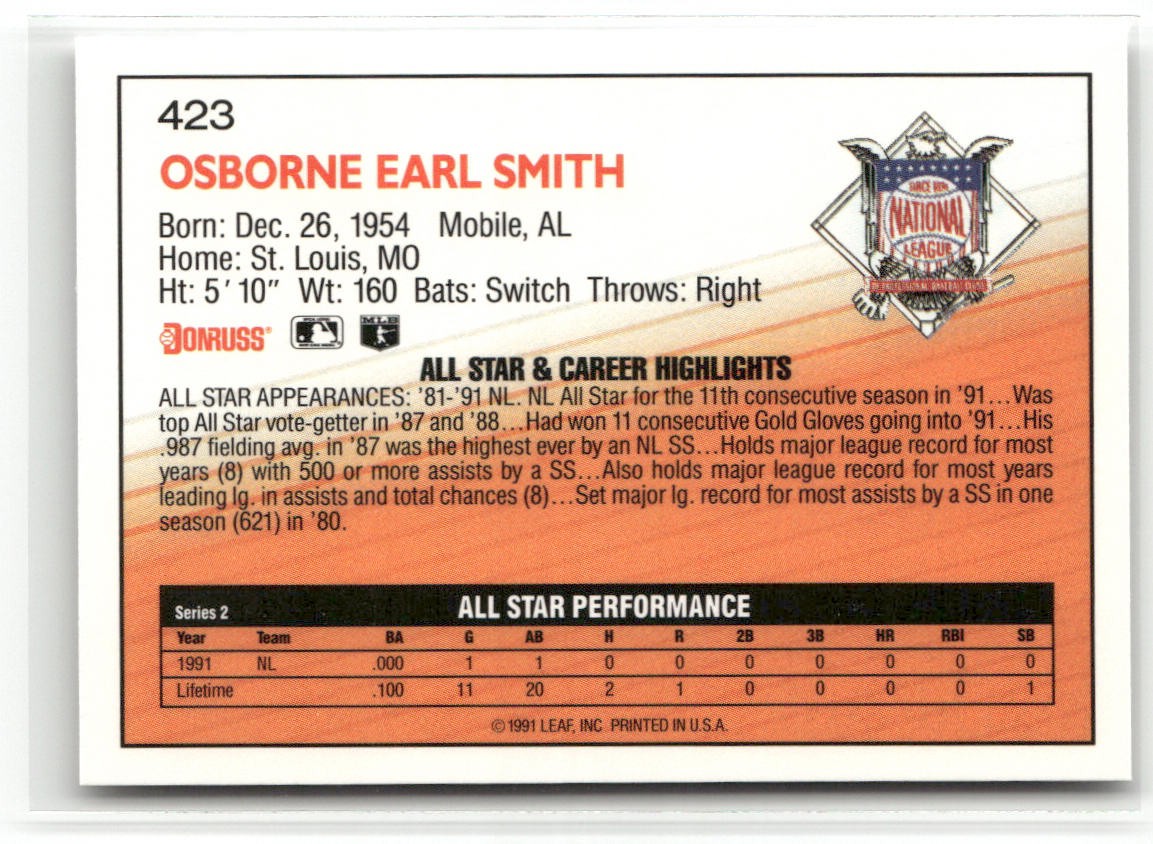 423
OSBORNE EARL SMITH
Born: Dec. 26, 1954 Mobile, AL
Home: St. Louis, MO
Ht: 5' 10" Wt: 160 Bats: Switch Throws: Right
SINCE 1876
NATIONAL
LEAGUE
OF PROFESSIONAL BASEBALL CLUBS
DONRUSS®
MLB
ALL STAR & CAREER HIGHLIGHTS
ALL STAR APPEARANCES: '81-'91 NL. NL All Star for the 11th consecutive season in '91...Was
top All Star vote-getter in '87 and '88...Had won 11 consecutive Gold Gloves going into '91...His
.987 fielding avg. in '87 was the highest ever by an NL SS...Holds major league record for most
years (8) with 500 or more assists by a SS...Also holds major league record for most years
leading lg. in assists and total chances (8)...Set major lg. record for most assists by a SS in one
season (621) in '80.
Series 2 ALL STAR PERFORMANCE
Year Team BA G AB H R 2B 3B HR RBI SB
1991 NL .000 1 1 0 0 0 0 0 0 0
Lifetime .100 11 20 2 1 0 0 0 0 1
© 1991 LEAF, INC PRINTED IN U.S.A.